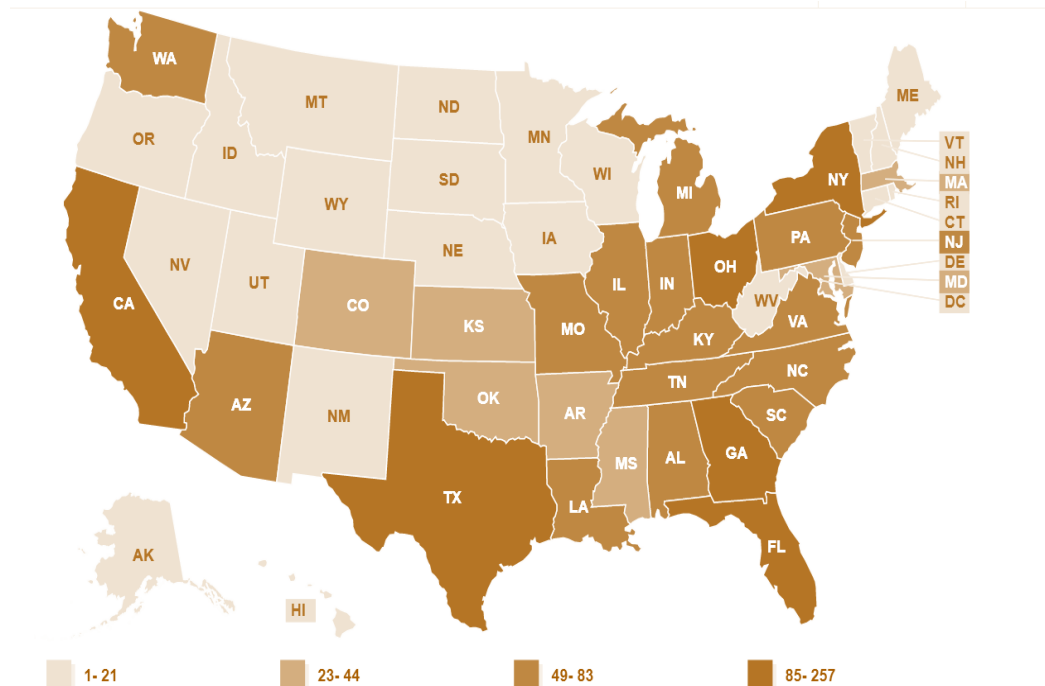 WA
MT
ND
MN
ME
OR
ID
SD
WI
VT
NH
MI
NY
MA
WY
RI
CT
IA
PA
NJ
NE
NV
UT
OH
DE
MD
IL
IN
WV
DC
CA
CO
KS
MO
KY
VA
NC
TN
AZ
NM
OK
AR
SC
MS
AL
GA
TX
LA
FL
AK
HI
1- 21
23- 44
49- 83
85- 257